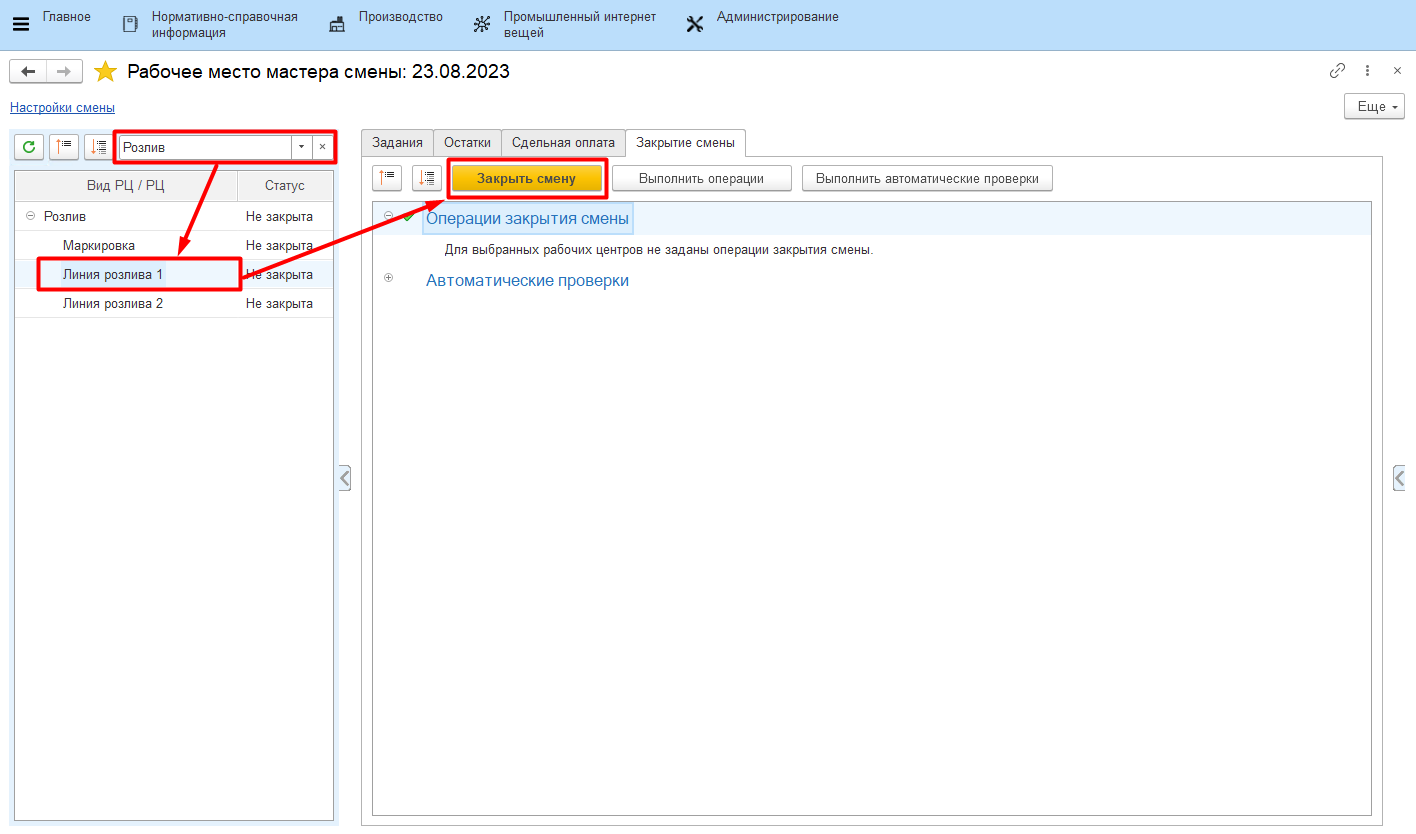 Главное
Нормативно-справочная
информация
Производство
Промышленный интернет
вещей
Администрирование
Рабочее место мастера смены: 23.08.2023
Настройки смены
Еще
Розлив
Вид РЦ / РЦ Статус
Розлив Не закрыта
Маркировка Не закрыта
Линия розлива 1 Не закрыта
Линия розлива 2 Не закрыта
Задания Остатки Сдельная оплата Закрытие смены
Закрыть смену Выполнить операции Выполнить автоматические проверки
Операции закрытия смены
Для выбранных рабочих центров не заданы операции закрытия смены.
Автоматические проверки